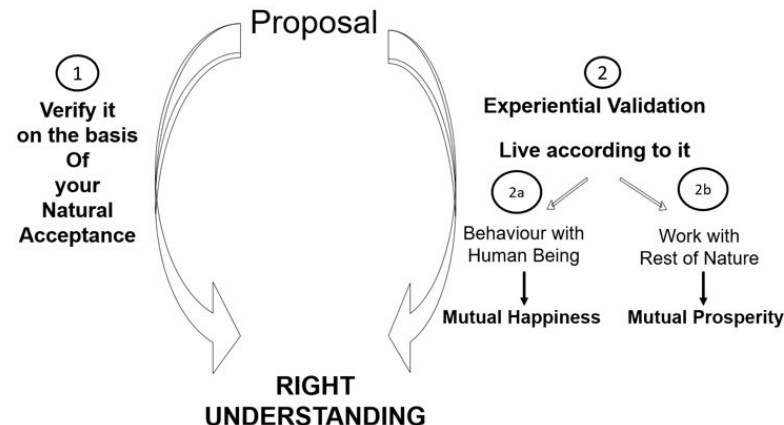 Proposal
1
Verify it
on the basis
Of
your
Natural
Acceptance
2
Experiential Validation
Live according to it
2a
Behaviour with
Human Being
Mutual Happiness
2b
Work with
Rest of Nature
Mutual Prosperity
RIGHT
UNDERSTANDING